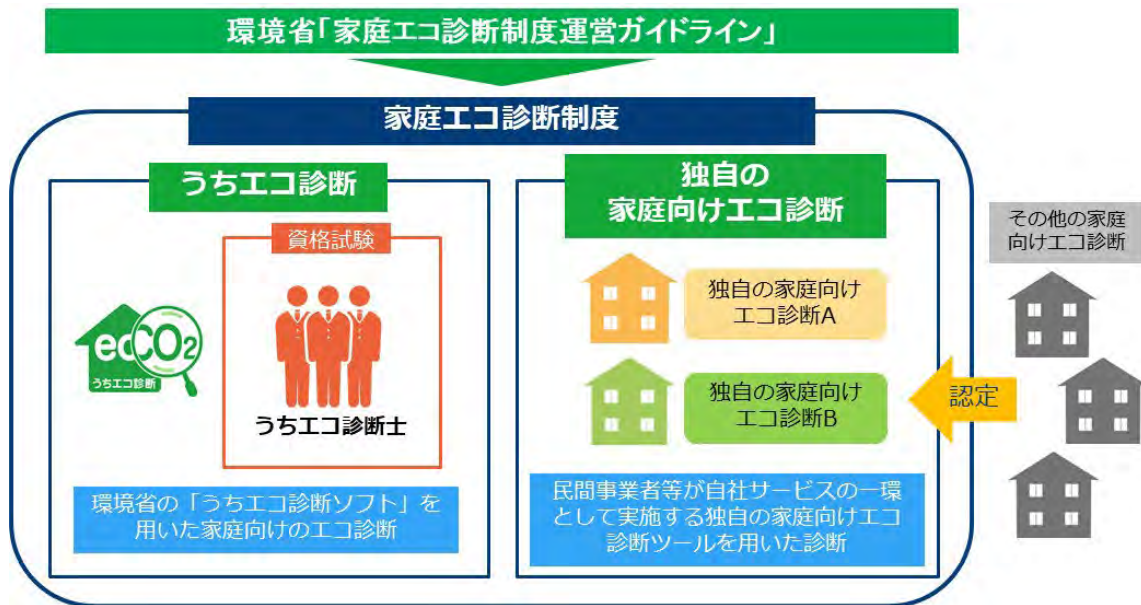 環境省「家庭エコ診断制度運営ガイドライン」
家庭エコ診断制度
うちエコ診断
資格試験
ecCO2
うちエコ診断
うちエコ診断士
環境省の「うちエコ診断ソフト」を
用いた家庭向けのエコ診断
独自の
家庭向けエコ診断
独自の家庭向け
エコ診断A
独自の家庭向け
エコ診断B
民間事業者等が自社サービスの一環
として実施する独自の家庭向けエコ
診断ツールを用いた診断
その他の家庭
向けエコ診断
認定